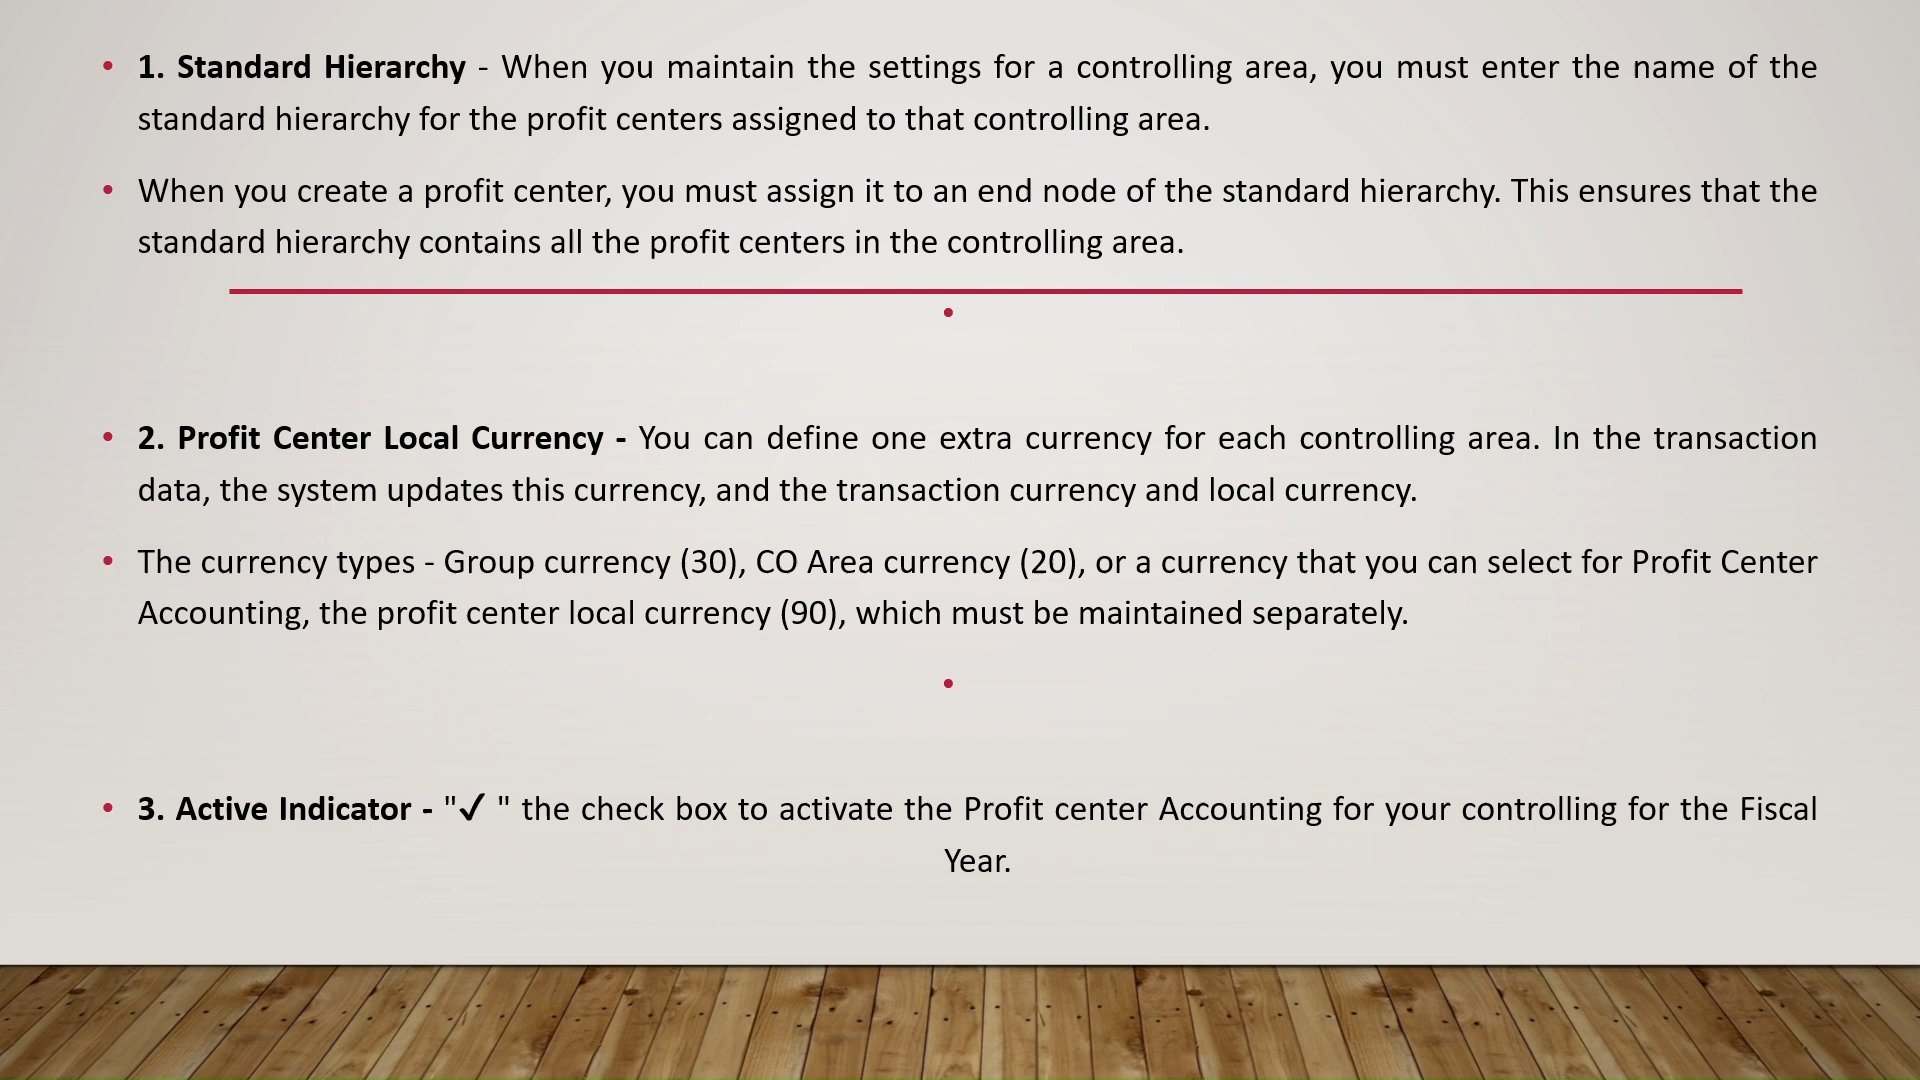 • 1. Standard Hierarchy - When you maintain the settings for a controlling area, you must enter the name of the
standard hierarchy for the profit centers assigned to that controlling area.
• When you create a profit center, you must assign it to an end node of the standard hierarchy. This ensures that the
standard hierarchy contains all the profit centers in the controlling area.
•
• 2. Profit Center Local Currency - You can define one extra currency for each controlling area. In the transaction
data, the system updates this currency, and the transaction currency and local currency.
• The currency types - Group currency (30), CO Area currency (20), or a currency that you can select for Profit Center
Accounting, the profit center local currency (90), which must be maintained separately.
•
• 3. Active Indicator - "✓ " the check box to activate the Profit center Accounting for your controlling for the Fiscal
Year.